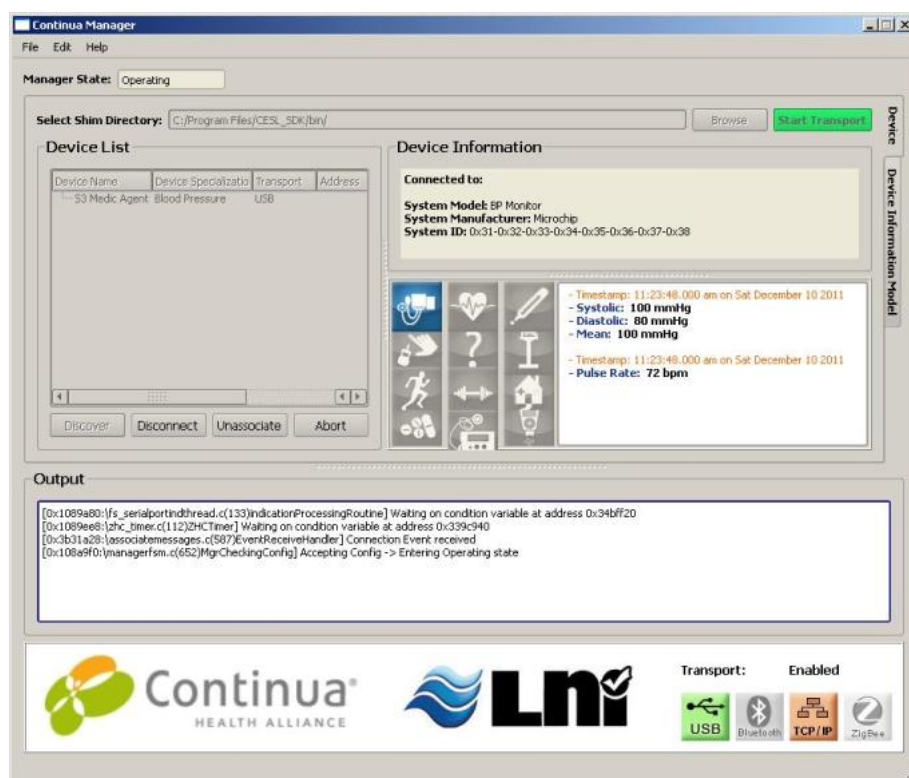 Continua Manager
File Edit Help
Manager State: Operating
Select Shim Directory: C:/Program Files/CESL_SDK/bin/ Browse Start Transport
Device
Device Information Model
Device List
Device Name Device Specializatio Transport Address
S3 Medic Agent Blood Pressure USB
Discover Disconnect Unassociate Abort
Device Information
Connected to:
System Model: BP Monitor
System Manufacturer: Microchip
System ID: 0x31-0x32-0x33-0x34-0x35-0x36-0x37-0x38
- Timestamp: 11:23:48.000 am on Sat December 10 2011
- Systolic: 100 mmHg
- Diastolic: 80 mmHg
- Mean: 100 mmHg
- Timestamp: 11:23:48.000 am on Sat December 10 2011
- Pulse Rate: 72 bpm
?
Output
[0x1089a80:\fs_serialportindthread.c(133)indicationProcessingRoutine] Waiting on condition variable at address 0x34bff20
[0x1089ee8:\zhc_timer.c(112)ZHCTimer] Waiting on condition variable at address 0x339c940
[0x3b31a28:\associatemessages.c(587)EventReceiveHandler] Connection Event received
[0x108a9f0:\managerfsm.c(652)MgrCheckingConfig] Accepting Config -> Entering Operating state
Continua®
HEALTH ALLIANCE
LNI
Transport: Enabled
USB Bluetooth TCP/IP ZigBee